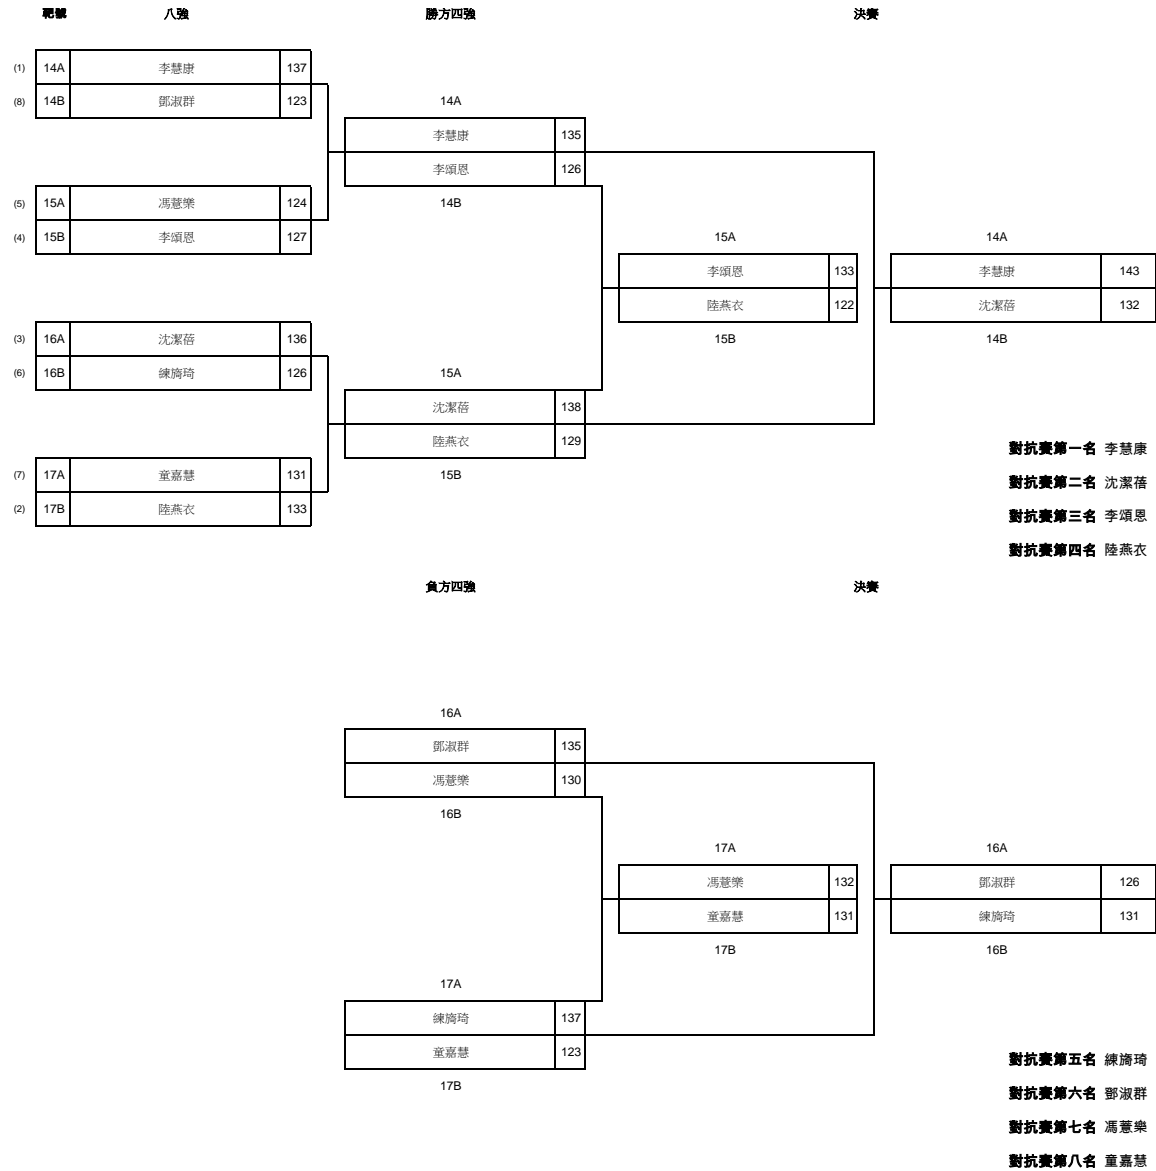 靶號 八強 勝方四強 決賽
(1) 14A 李慧康 137
(8) 14B 鄧淑群 123
14A
李慧康 135
李頌恩 126
14B
(5) 15A 馮薏樂 124
(4) 15B 李頌恩 127
15A
李頌恩 133
陸燕衣 122
15B
14A
李慧康 143
沈潔蓓 132
14B
(3) 16A 沈潔蓓 136
(6) 16B 練旖琦 126
15A
沈潔蓓 138
陸燕衣 129
15B
(7) 17A 童嘉慧 131
(2) 17B 陸燕衣 133
對抗賽第一名 李慧康
對抗賽第二名 沈潔蓓
對抗賽第三名 李頌恩
對抗賽第四名 陸燕衣
負方四強 決賽
16A
鄧淑群 135
馮薏樂 130
16B
17A
馮薏樂 132
童嘉慧 131
17B
16A
鄧淑群 126
練旖琦 131
16B
17A
練旖琦 137
童嘉慧 123
17B
對抗賽第五名 練旖琦
對抗賽第六名 鄧淑群
對抗賽第七名 馮薏樂
對抗賽第八名 童嘉慧